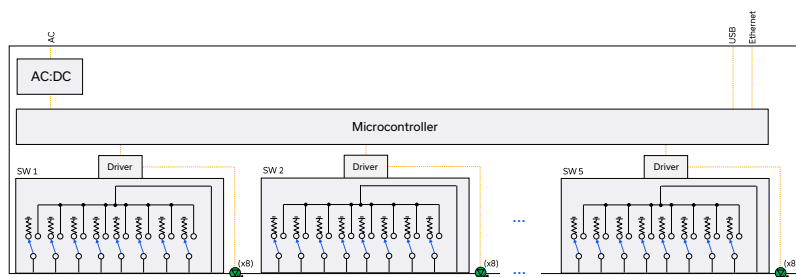 AC
USB
Ethernet
AC:DC
Microcontroller
Driver
Driver
Driver
SW 1
SW 2
SW 5
...
(x8)
(x8)
...
(x8